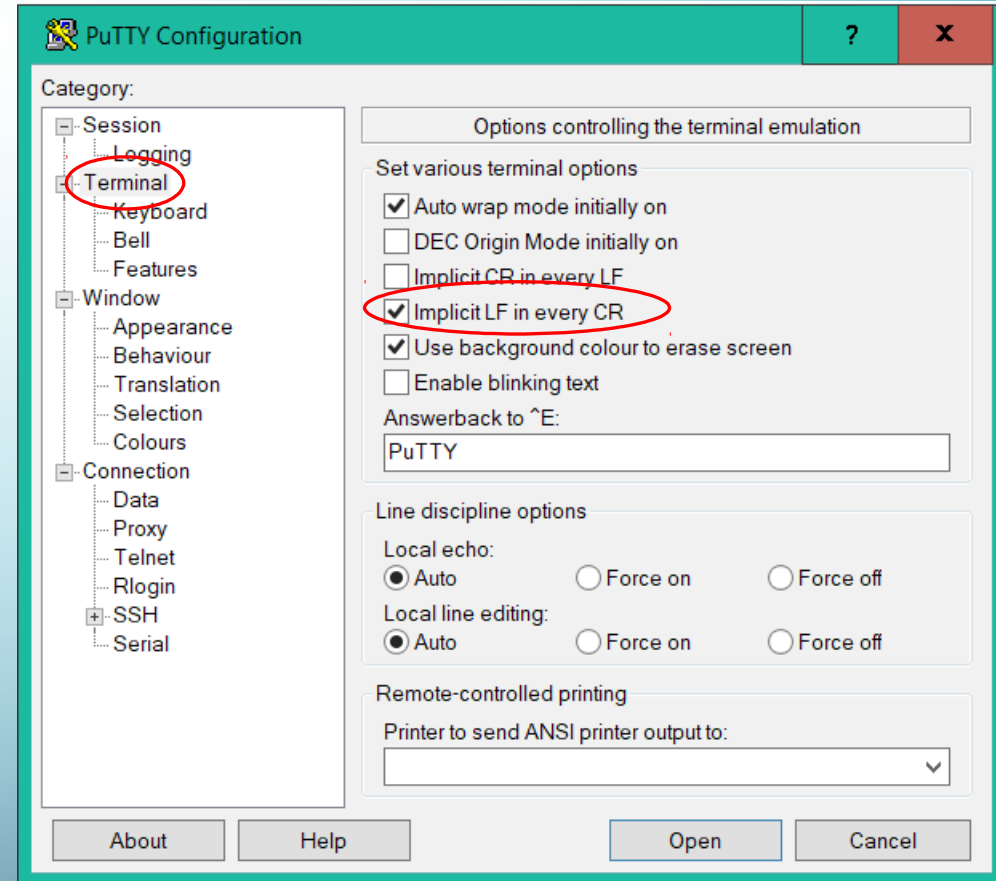 PuTTY Configuration
?
x
Category:
Session
Logging
Terminal
Keyboard
Bell
Features
Window
Appearance
Behaviour
Translation
Selection
Colours
Connection
Data
Proxy
Telnet
Rlogin
SSH
Serial
Options controlling the terminal emulation
Set various terminal options
Auto wrap mode initially on
DEC Origin Mode initially on
Implicit CR in every LF
Implicit LF in every CR
Use background colour to erase screen
Enable blinking text
Answerback to ^E:
PuTTY
Line discipline options
Local echo:
Auto Force on Force off
Local line editing:
Auto Force on Force off
Remote-controlled printing
Printer to send ANSI printer output to:
About Help Open Cancel